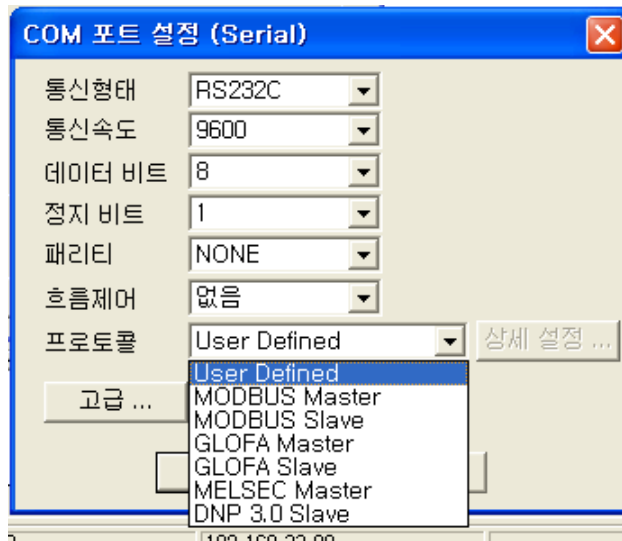 COM 포트 설정 (Serial)
통신형태 RS232C
통신속도 9600
데이터 비트 8
정지 비트 1
패리티 NONE
흐름제어 없음
프로토콜 User Defined 상세 설정 ...
User Defined
고급 ... MODBUS Master
MODBUS Slave
GLOFA Master
GLOFA Slave
MELSEC Master
DNP 3.0 Slave